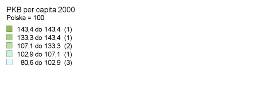 PKB per capita 2000
Polska = 100
143,4 do 143,4 (1)
133,3 do 143,4 (1)
107,1 do 133,3 (2)
102,9 do 107,1 (1)
80,6 do 102,9 (3)